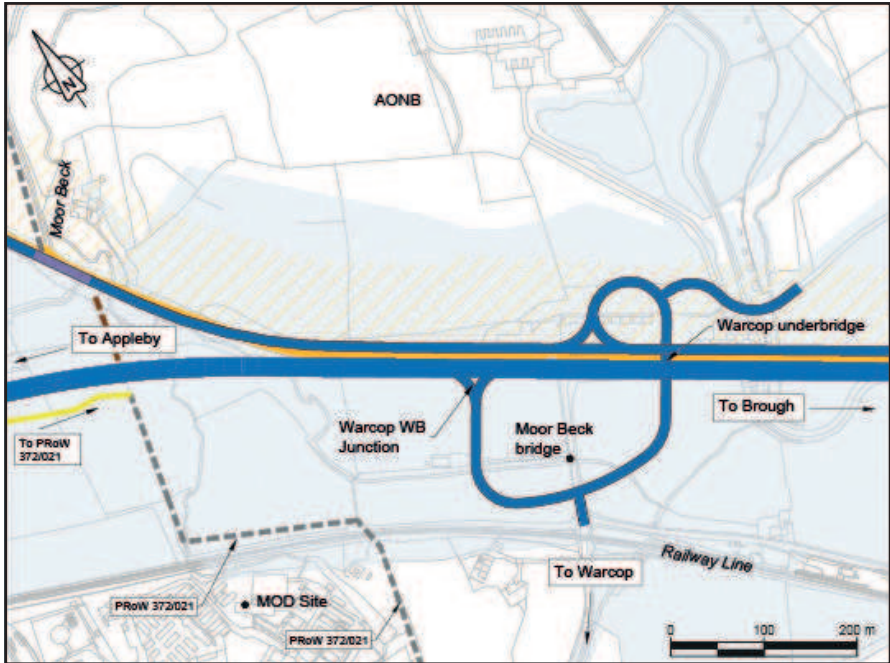 N
AONB
Moor Beck
To Appleby
Warcop underbridge
To PRoW
372/021
Warcop WB
Junction
Moor Beck
bridge
To Brough
Railway Line
To Warcop
PRoW 372/021
MOD Site
PRoW 372/021
0 100 200 m